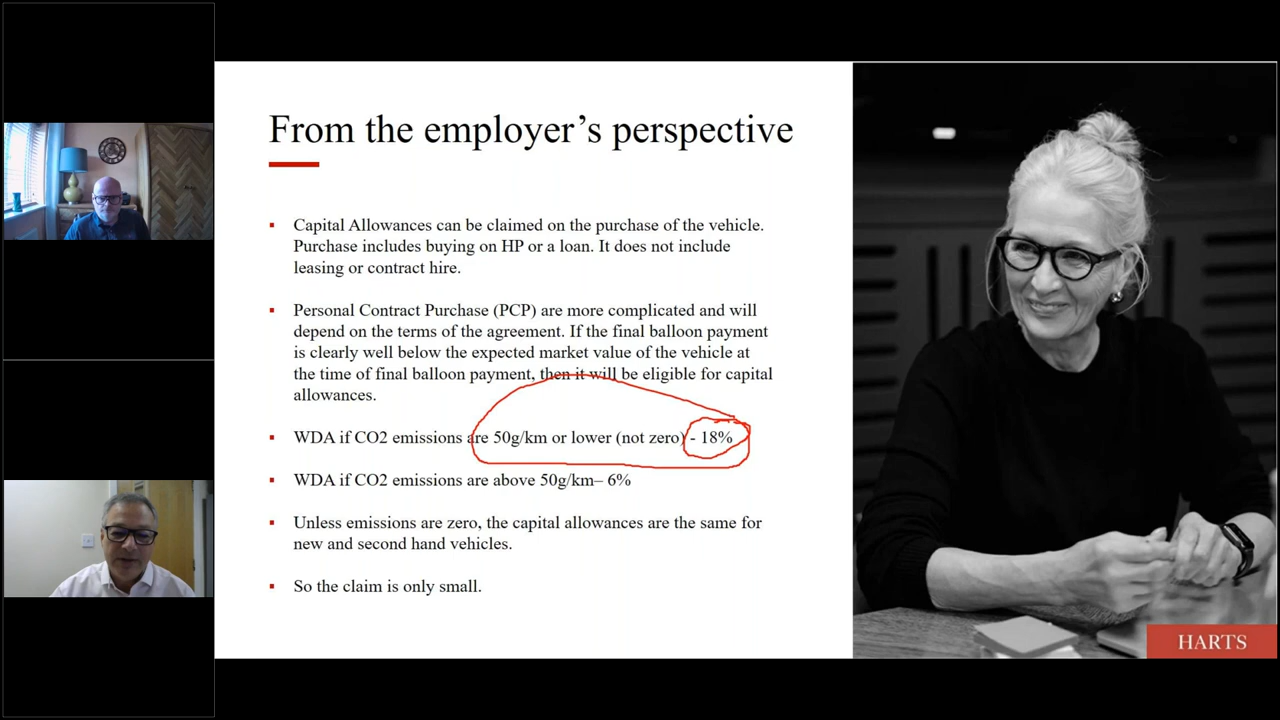 From the employer’s perspective
▪ Capital Allowances can be claimed on the purchase of the vehicle.
Purchase includes buying on HP or a loan. It does not include
leasing or contract hire.
▪ Personal Contract Purchase (PCP) are more complicated and will
depend on the terms of the agreement. If the final balloon payment
is clearly well below the expected market value of the vehicle at
the time of final balloon payment, then it will be eligible for capital
allowances.
▪ WDA if CO2 emissions are 50g/km or lower (not zero) - 18%
▪ WDA if CO2 emissions are above 50g/km– 6%
▪ Unless emissions are zero, the capital allowances are the same for
new and second hand vehicles.
▪ So the claim is only small.
HARTS